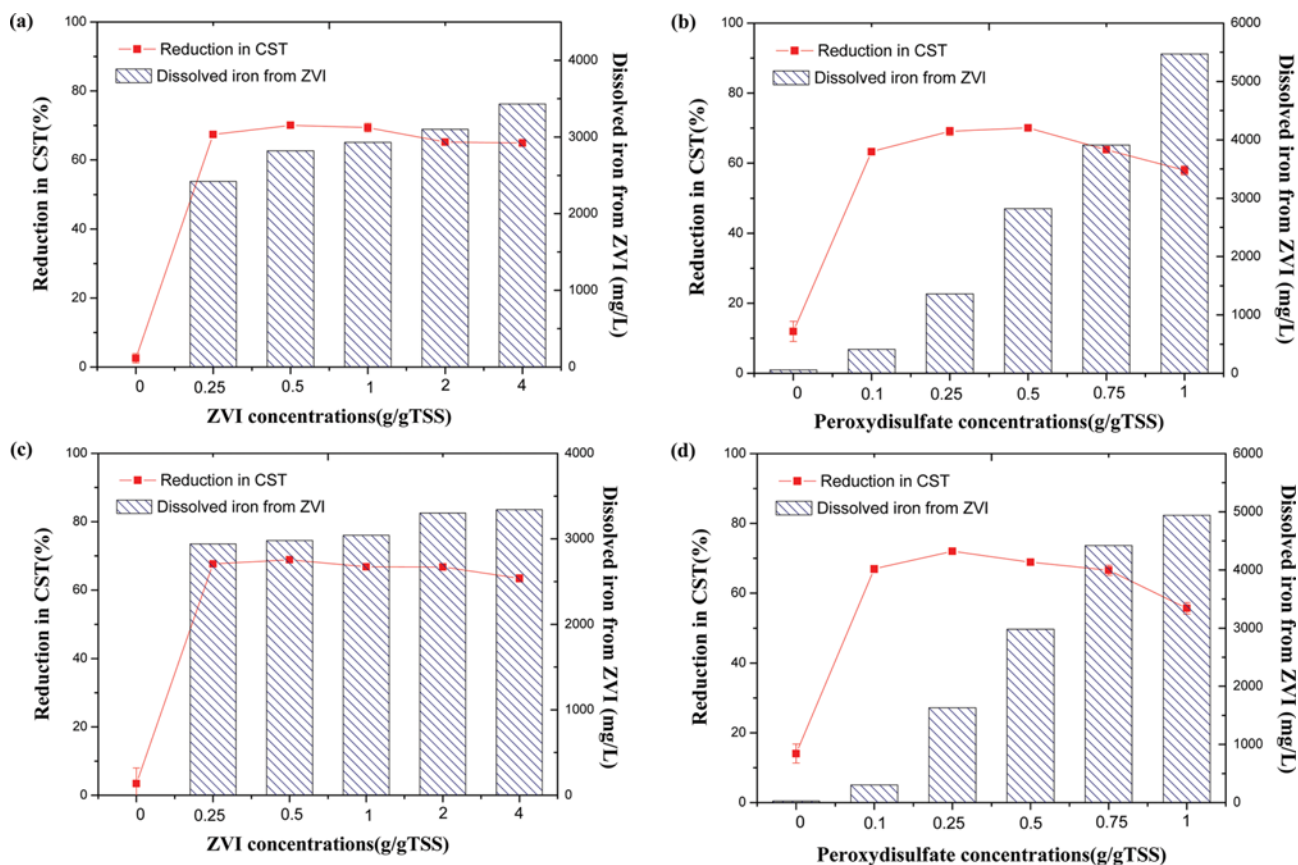 (a)
Reduction in CST
Dissolved iron from ZVI
Reduction in CST(%)
100
80
60
40
20
0
4000
3000
2000
1000
0
Dissolved iron from ZVI (mg/L)
0 0.25 0.5 1 2 4
ZVI concentrations(g/gTSS)
(b)
Reduction in CST
Dissolved iron from ZVI
Reduction in CST(%)
100
80
60
40
20
0
6000
5000
4000
3000
2000
1000
0
Dissolved iron from ZVI (mg/L)
0 0.1 0.25 0.5 0.75 1
Peroxydisulfate concentrations(g/gTSS)
(c)
Reduction in CST
Dissolved iron from ZVI
Reduction in CST(%)
100
80
60
40
20
0
4000
3000
2000
1000
0
Dissolved iron from ZVI (mg/L)
0 0.25 0.5 1 2 4
ZVI concentrations(g/gTSS)
(d)
Reduction in CST
Dissolved iron from ZVI
Reduction in CST(%)
100
80
60
40
20
0
6000
5000
4000
3000
2000
1000
0
Dissolved iron from ZVI (mg/L)
0 0.1 0.25 0.5 0.75 1
Peroxydisulfate concentrations(g/gTSS)